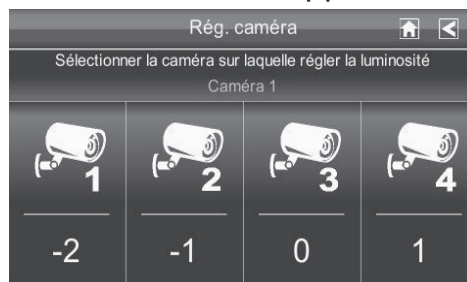 Rég. caméra
Sélectionner la caméra sur laquelle régler la luminosité
Caméra 1
1 2 3 4
-2 -1 0 1